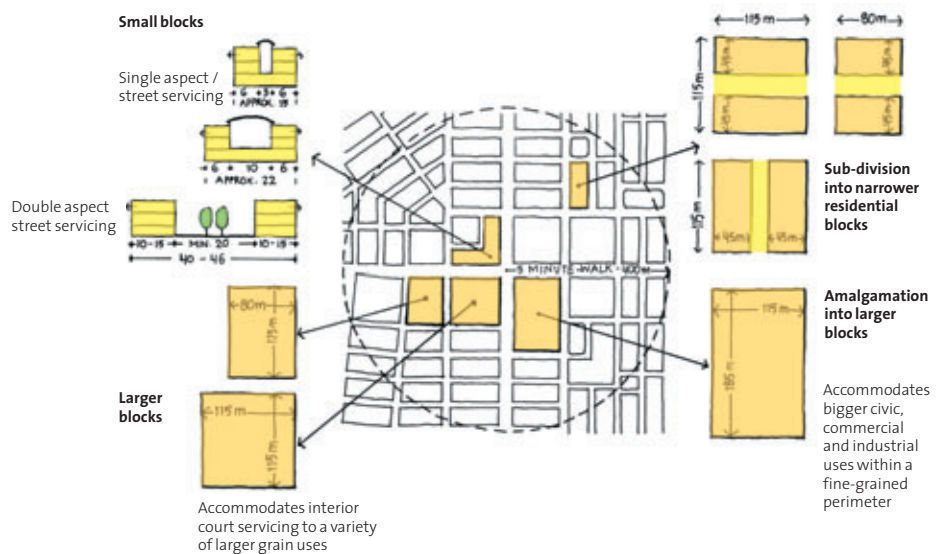 Small blocks
Single aspect /
street servicing
6 +3+ 6
APPROX. 15
6 10 6
APPROX. 22
Double aspect
street servicing
10-15 MIN. 20 10-15
40 - 46
80m
115m
Larger
blocks
115 m
115m
Accommodates interior
court servicing to a variety
of larger grain uses
5 MINUTE WALK - 400m
115 m
80m
115m
45m
45m
45m
45m
115m
45m
45m
Sub-division
into narrower
residential
blocks
Amalgamation
into larger
blocks
115 m
185m
Accommodates
bigger civic,
commercial
and industrial
uses within a
fine-grained
perimeter